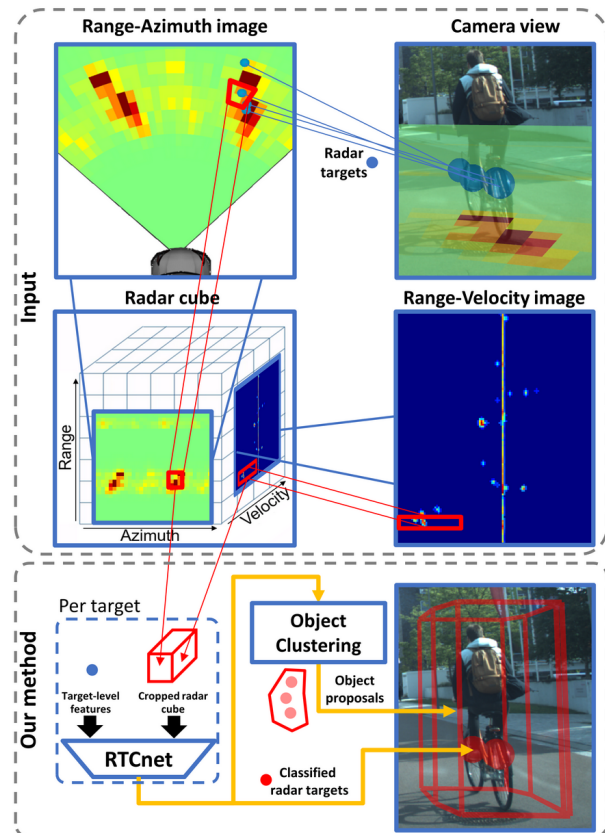 Range-Azimuth image
Camera view
Radar
targets
Input
Radar cube
Range-Velocity image
Range
Azimuth
Velocity
Our method
Per target
Target-level
features
Cropped radar
cube
RTCnet
Object
Clustering
Object
proposals
Classified
radar targets